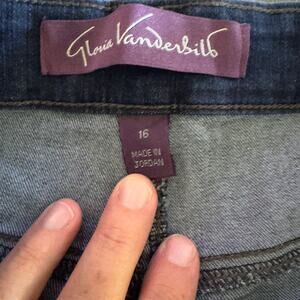 Gloria Vanderbilt
16
MADE IN
JORDAN